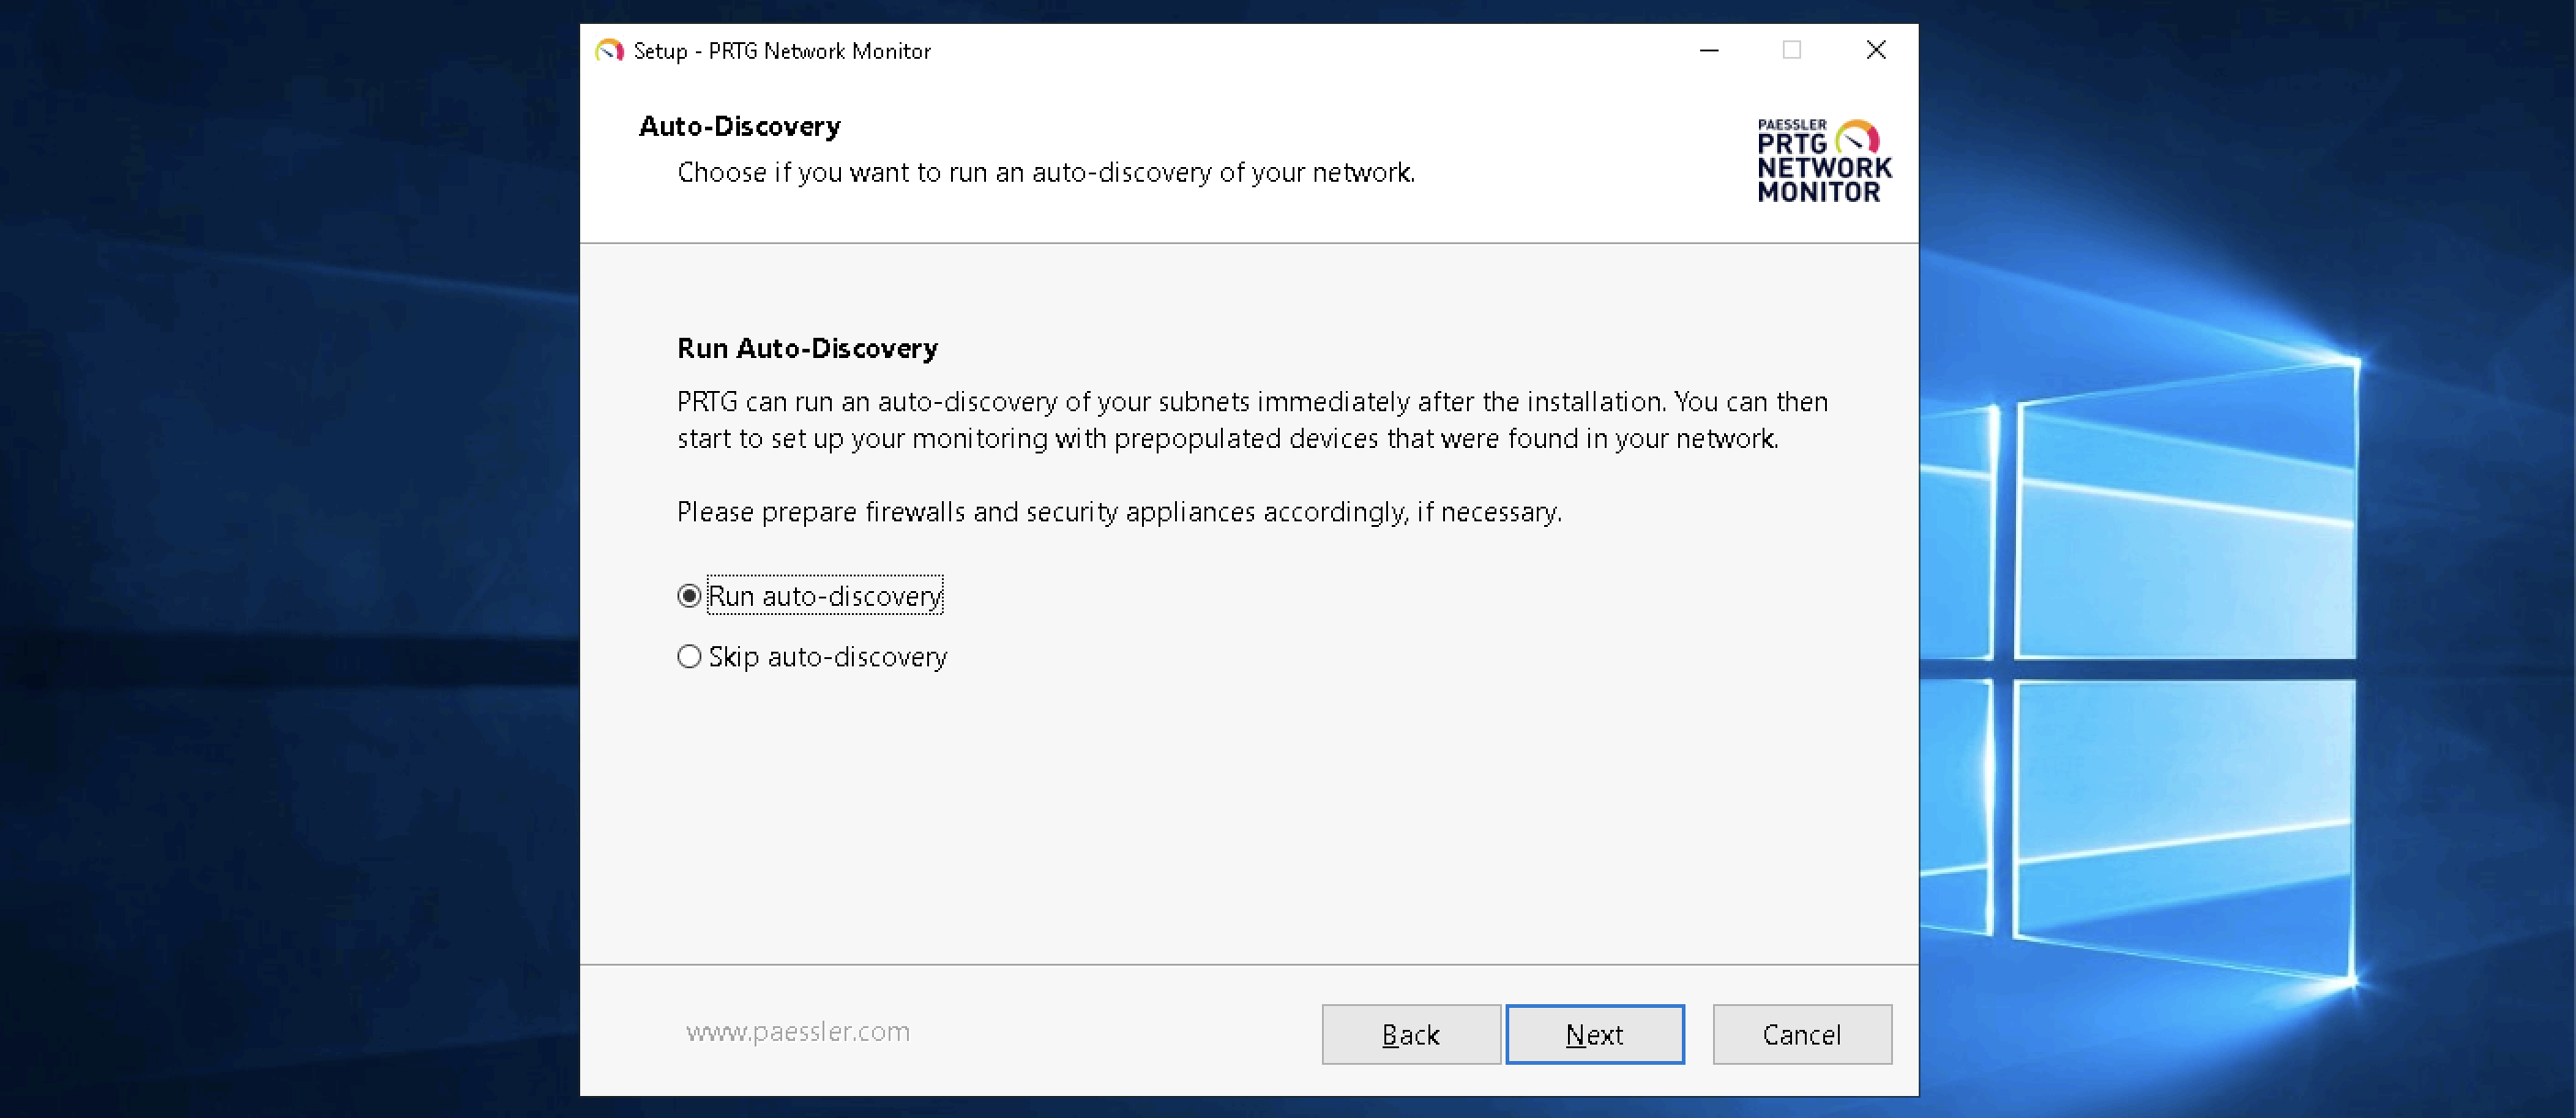 Setup - PRTG Network Monitor
Auto-Discovery
Choose if you want to run an auto-discovery of your network.
PAESSLER
PRTG
NETWORK
MONITOR
Run Auto-Discovery
PRTG can run an auto-discovery of your subnets immediately after the installation. You can then
start to set up your monitoring with prepopulated devices that were found in your network.
Please prepare firewalls and security appliances accordingly, if necessary.
Run auto-discovery
Skip auto-discovery
www.paessler.com
Back
Next
Cancel